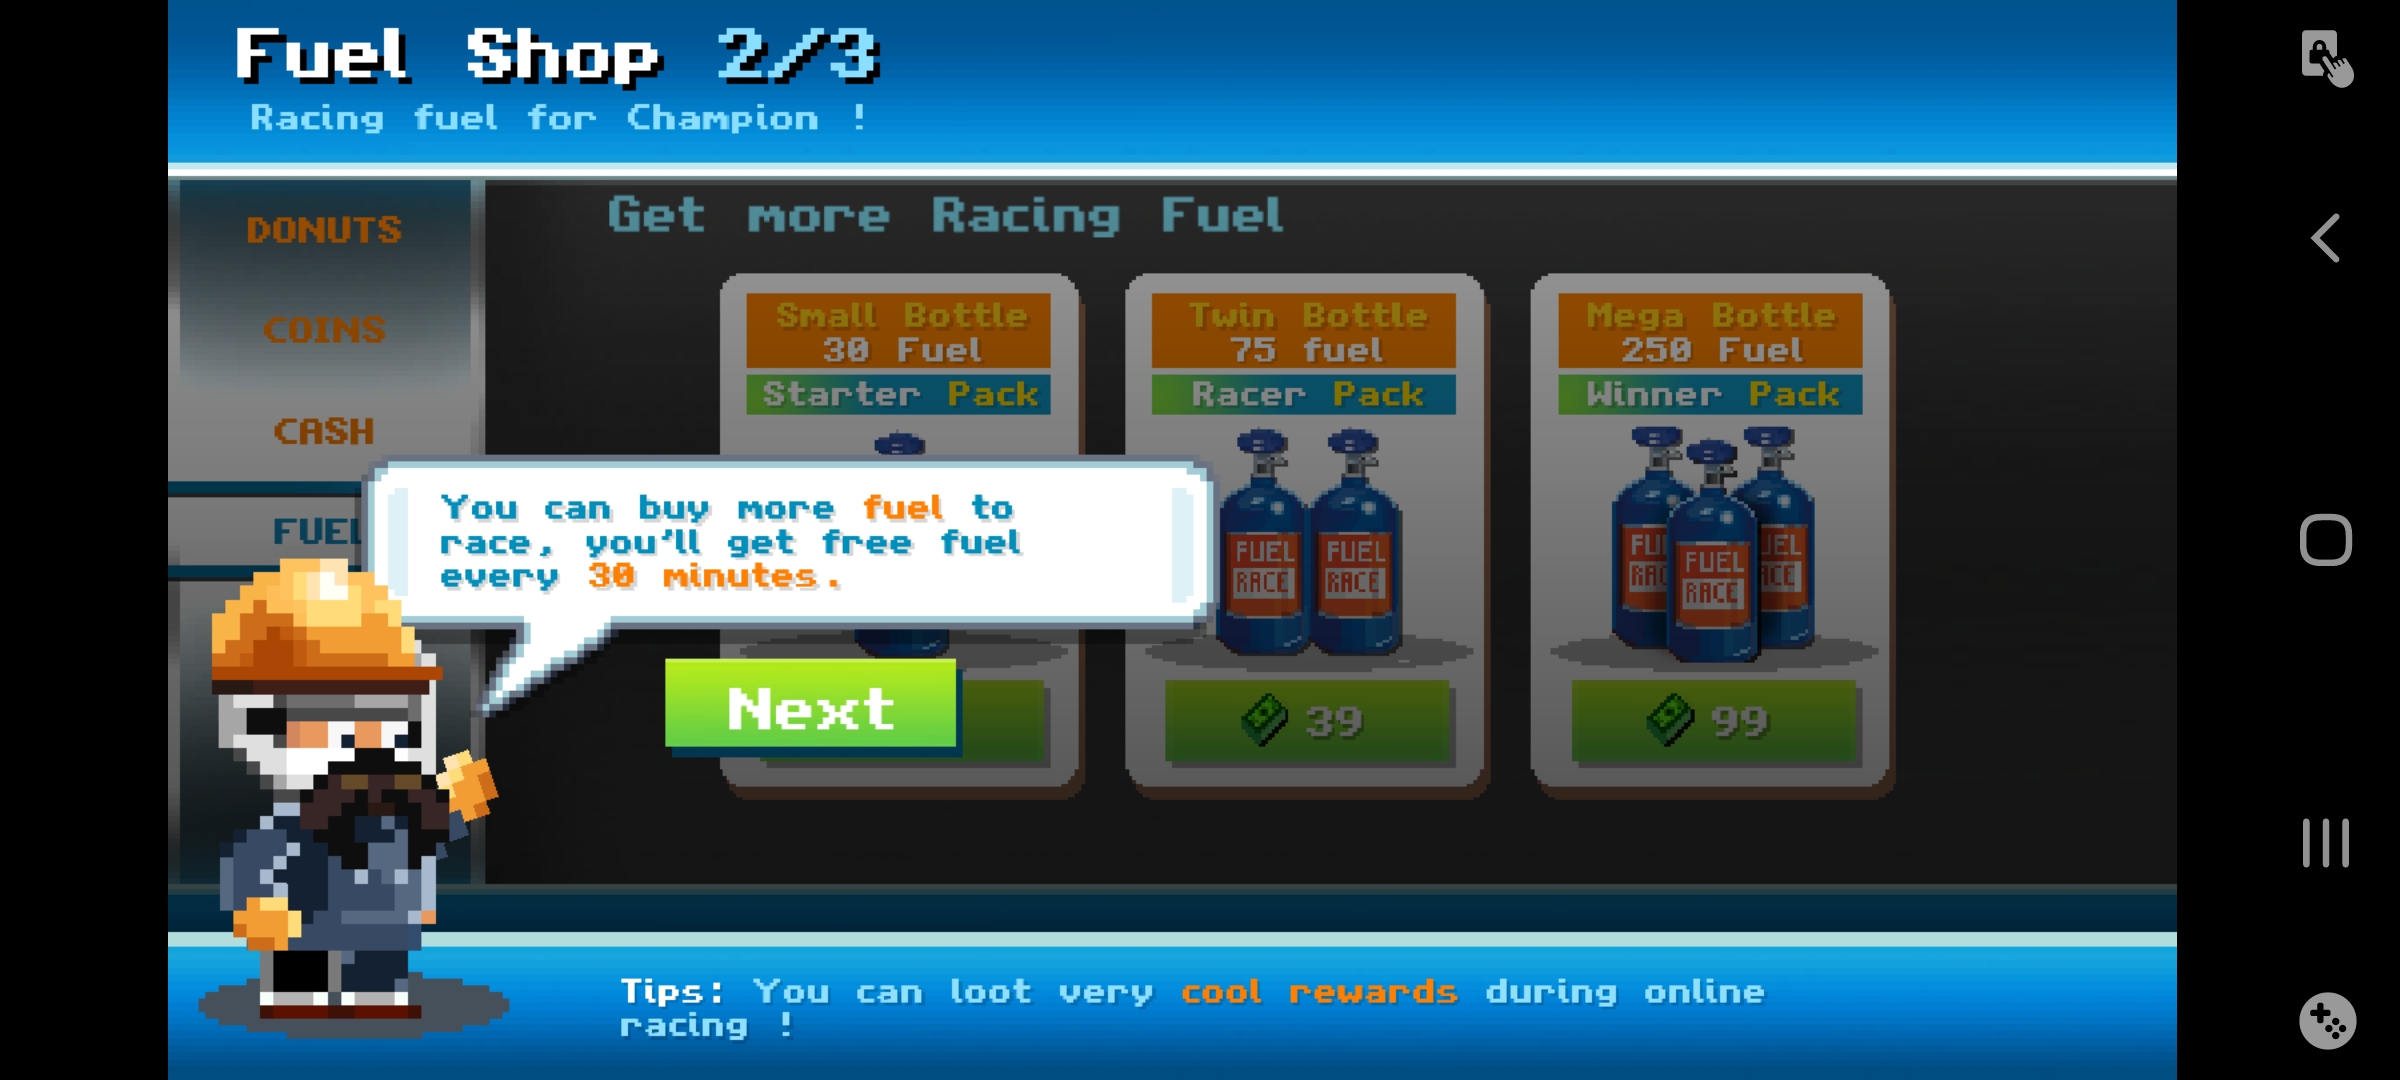 Fuel Shop 2/3
Racing fuel for Champion !
DONUTS
COINS
CASH
FUEL
Get more Racing Fuel
Small Bottle
30 Fuel
Starter Pack
Twin Bottle
75 fuel
Racer Pack
Mega Bottle
250 Fuel
Winner Pack
FUEL
RACE
FUEL
RACE
FUEL
RACE
You can buy more fuel to
race, you'll get free fuel
every 30 minutes.
Next
39
99
Tips: You can loot very cool rewards during online
racing !